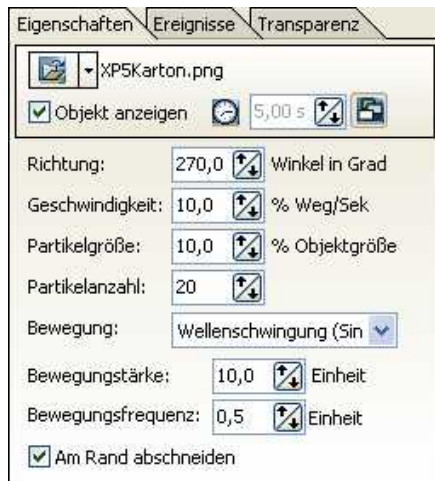 Eigenschaften Ereignisse Transparenz
XP5Karton.png
Objekt anzeigen 5,00 s
Richtung: 270,0 Winkel in Grad
Geschwindigkeit: 10,0 % Weg/Sek
Partikelgröße: 10,0 % Objektgröße
Partikelanzahl: 20
Bewegung: Wellenschwingung (Sin
Bewegungstärke: 10,0 Einheit
Bewegungsfrequenz: 0,5 Einheit
Am Rand abschneiden